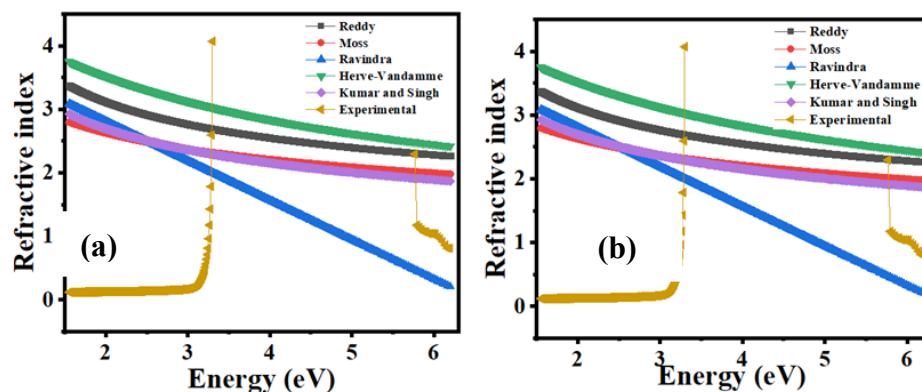 (a)
Refractive index
4
3
2
1
0
Reddy
Moss
Ravindra
Herve-Vandamme
Kumar and Singh
Experimental
2 3 4 5 6
Energy (eV)
(b)
Refractive index
4
3
2
1
0
Reddy
Moss
Ravindra
Herve-Vandamme
Kumar and Singh
Experimental
2 3 4 5 6
Energy (eV)